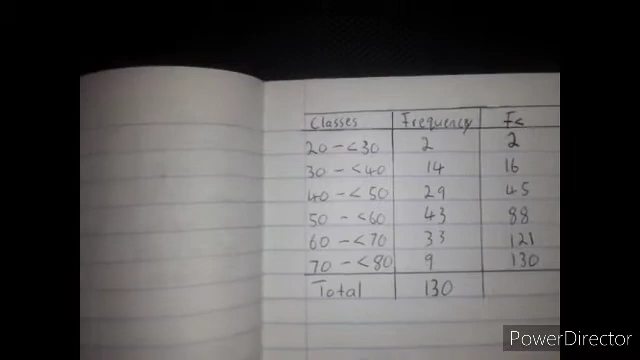 Classes Frequency F<
20 - <30 2 2
30 - <40 14 16
40 - <50 29 45
50 - <60 43 88
60 - <70 33 121
70 - <80 9 130
Total 130
PowerDirector